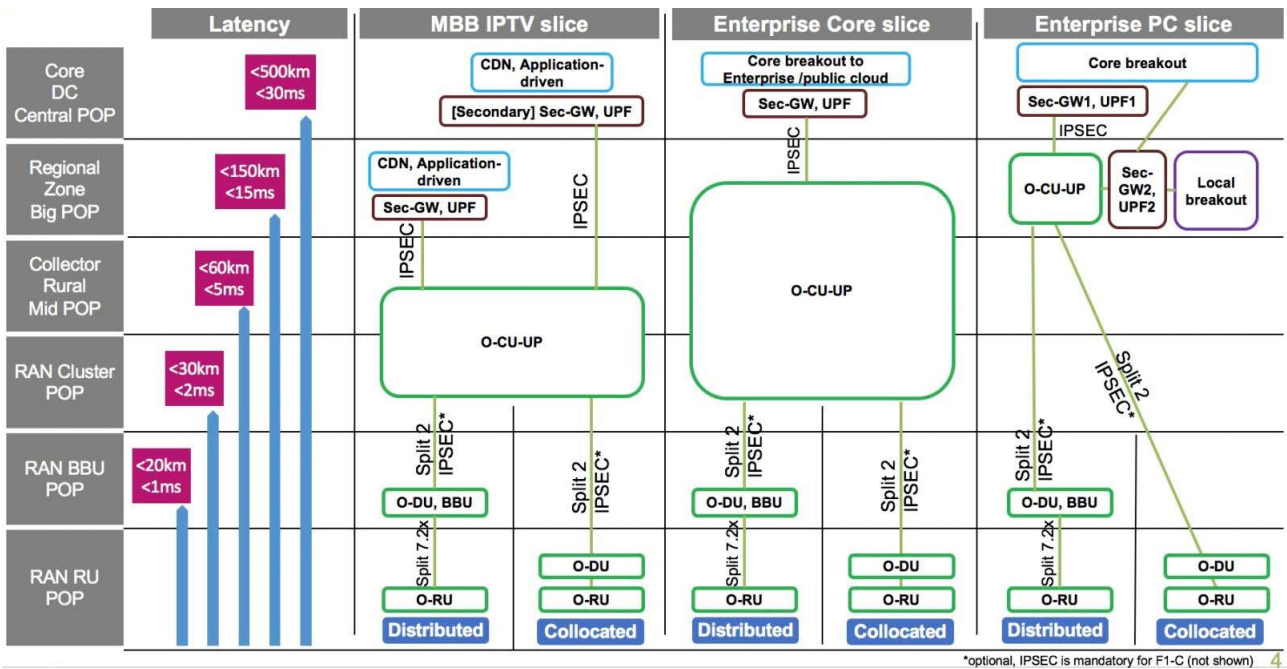 Latency
MBB IPTV slice
Enterprise Core slice
Enterprise PC slice
Core
DC
Central POP
<500km
<30ms
CDN, Application-
driven
[Secondary] Sec-GW, UPF
Core breakout to
Enterprise /public cloud
Sec-GW, UPF
Core breakout
Sec-GW1, UPF1
IPSEC
IPSEC
IPSEC
Regional
Zone
Big POP
<150km
<15ms
CDN, Application-
driven
Sec-GW, UPF
IPSEC
O-CU-UP
Sec-
GW2,
UPF2
Local
breakout
Collector
Rural
Mid POP
<60km
<5ms
O-CU-UP
O-CU-UP
RAN Cluster
POP
<30km
<2ms
Split 2
IPSEC*
RAN BBU
POP
<20km
<1ms
Split 2
IPSEC*
Split 2
IPSEC*
Split 2
IPSEC*
Split 2
IPSEC*
Split 2
IPSEC*
O-DU, BBU
O-DU, BBU
O-DU, BBU
RAN RU
POP
Split 7.2x
Split 7.2x
Split 7.2x
O-DU
O-DU
O-DU
O-RU
O-RU
O-RU
O-RU
O-RU
O-RU
Distributed
Collocated
Distributed
Collocated
Distributed
Collocated
*optional, IPSEC is mandatory for F1-C (not shown)
4